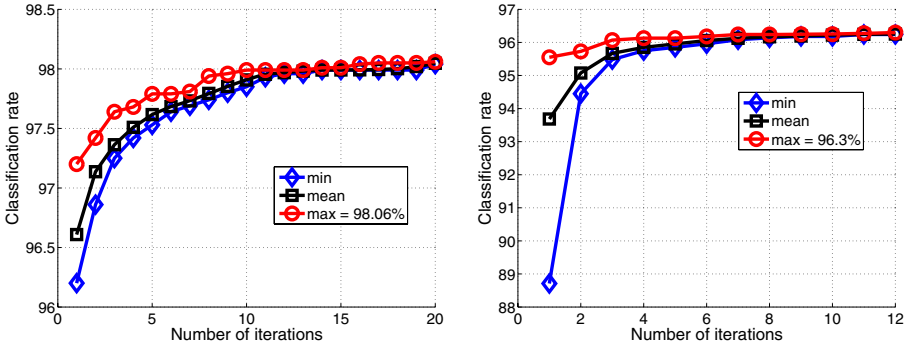 98.5
98
97.5
97
96.5
96
Classification rate
0 5 10 15 20
Number of iterations
min
mean
max = 98.06%
97
96
95
94
93
92
91
90
89
88
Classification rate
0 2 4 6 8 10 12
Number of iterations
min
mean
max = 96.3%